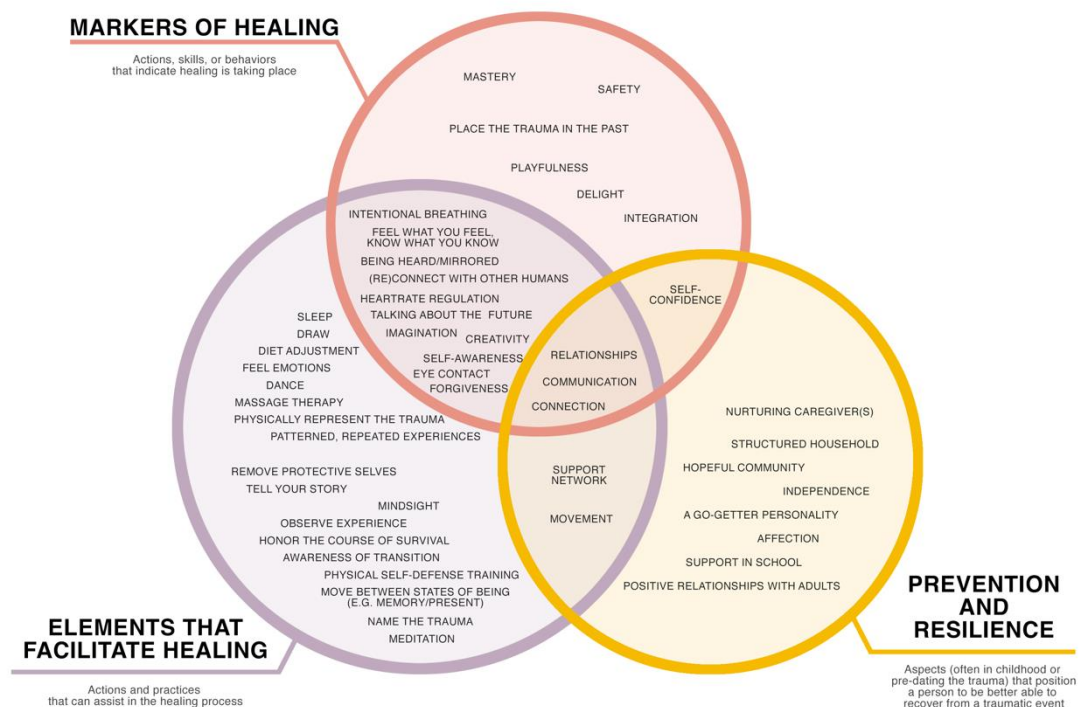 MARKERS OF HEALING
Actions, skills, or behaviors
that indicate healing is taking place
MASTERY
SAFETY
PLACE THE TRAUMA IN THE PAST
PLAYFULNESS
DELIGHT
INTEGRATION
INTENTIONAL BREATHING
FEEL WHAT YOU FEEL,
KNOW WHAT YOU KNOW
BEING HEARD/MIRRORED
(RE)CONNECT WITH OTHER HUMANS
HEARTRATE REGULATION
TALKING ABOUT THE FUTURE
IMAGINATION
CREATIVITY
SELF-AWARENESS
EYE CONTACT
FORGIVENESS
SELF-
CONFIDENCE
RELATIONSHIPS
COMMUNICATION
CONNECTION
SLEEP
DRAW
DIET ADJUSTMENT
FEEL EMOTIONS
DANCE
MASSAGE THERAPY
PHYSICALLY REPRESENT THE TRAUMA
PATTERNED, REPEATED EXPERIENCES
REMOVE PROTECTIVE SELVES
TELL YOUR STORY
MINDSIGHT
OBSERVE EXPERIENCE
HONOR THE COURSE OF SURVIVAL
AWARENESS OF TRANSITION
PHYSICAL SELF-DEFENSE TRAINING
MOVE BETWEEN STATES OF BEING
(E.G. MEMORY/PRESENT)
NAME THE TRAUMA
MEDITATION
SUPPORT
NETWORK
MOVEMENT
NURTURING CAREGIVER(S)
STRUCTURED HOUSEHOLD
HOPEFUL COMMUNITY
INDEPENDENCE
A GO-GETTER PERSONALITY
AFFECTION
SUPPORT IN SCHOOL
POSITIVE RELATIONSHIPS WITH ADULTS
ELEMENTS THAT
FACILITATE HEALING
Actions and practices
that can assist in the healing process
PREVENTION
AND
RESILIENCE
Aspects (often in childhood or
pre-dating the trauma) that position
a person to be better able to
recover from a traumatic event